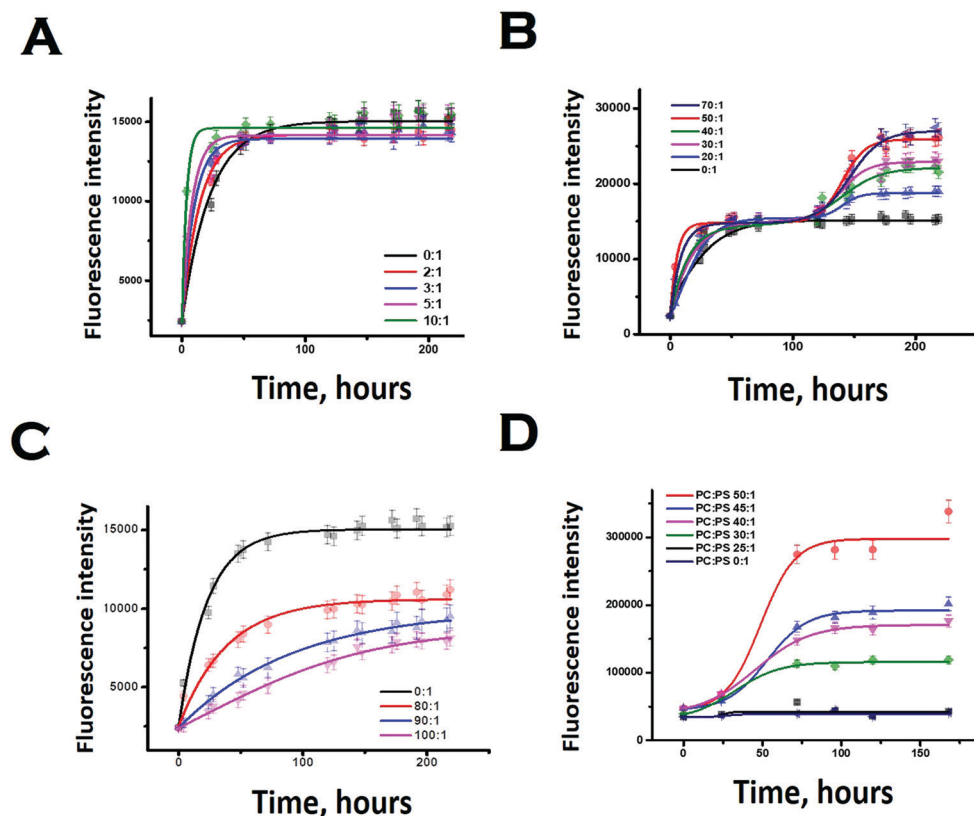 A
Fluorescence intensity
15000
10000
5000
0
100
200
0:1
2:1
3:1
5:1
10:1
Time, hours
B
Fluorescence intensity
30000
20000
10000
0
0
100
200
70:1
50:1
40:1
30:1
20:1
0:1
Time, hours
C
Fluorescence intensity
15000
10000
5000
0
100
200
0:1
80:1
90:1
100:1
Time, hours
D
Fluorescence intensity
300000
200000
100000
0
0
50
100
150
PC:PS 50:1
PC:PS 45:1
PC:PS 40:1
PC:PS 30:1
PC:PS 25:1
PC:PS 0:1
Time, hours